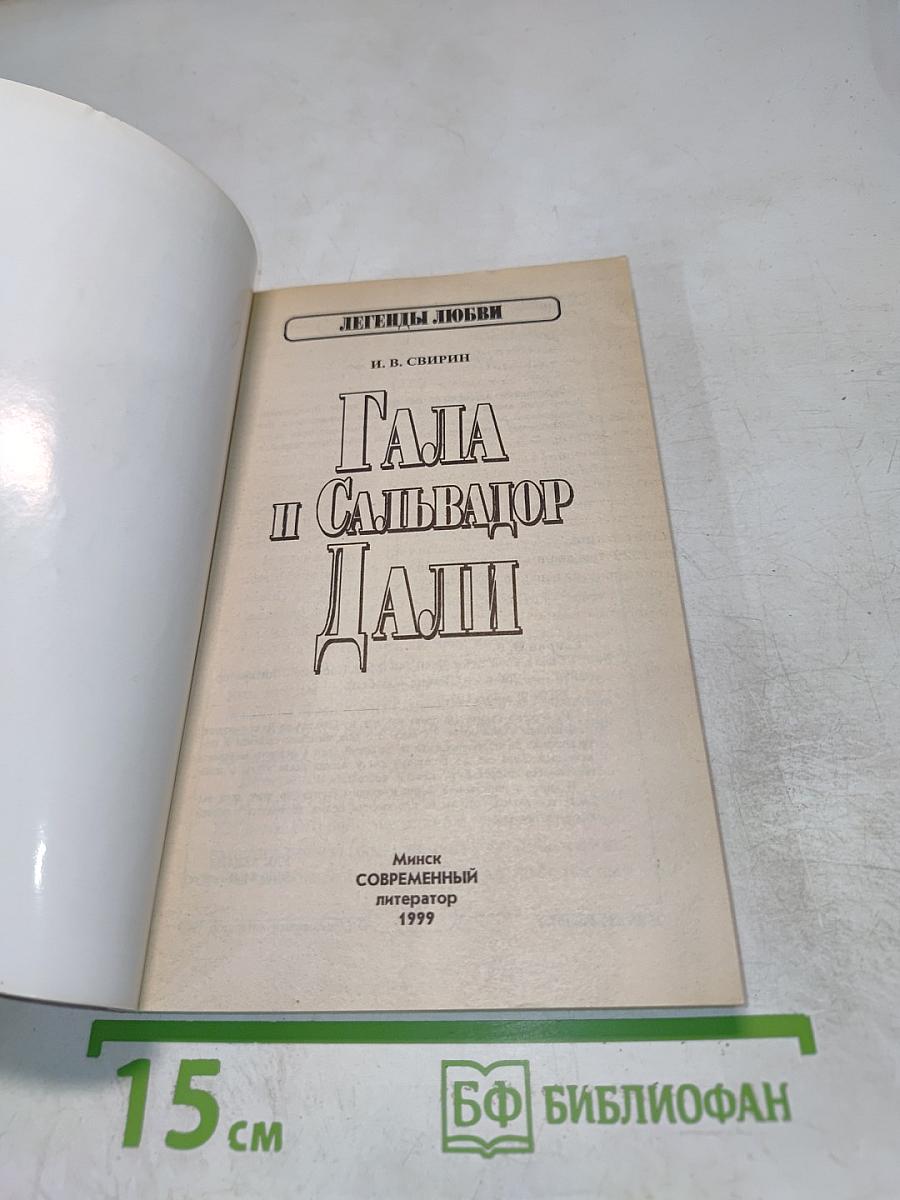 ЛЕГЕНДЫ ЛЮБВИ
И. В. СВИРИН
ГАЛА
И САЛЬВАДОР
ДАЛИ
Минск
СОВРЕМЕННЫЙ
литератор
1999
15 см
БФ БИБЛИОФАН